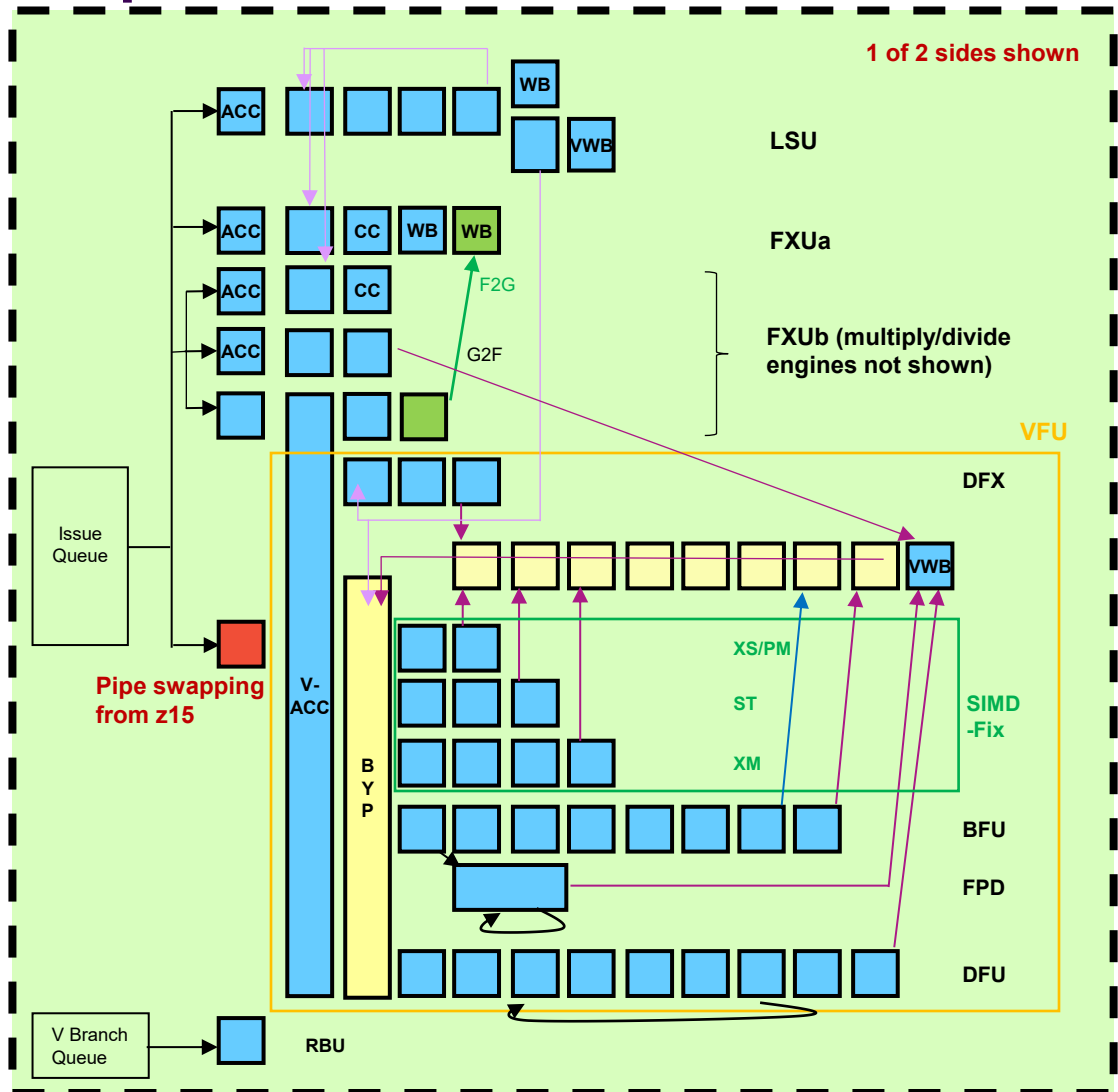 1 of 2 sides shown
WB
ACC
VWB
LSU
ACC
CC
WB
WB
FXUa
ACC
CC
F2G
ACC
G2F
FXUb (multiply/divide
engines not shown)
VFU
DFX
Issue
Queue
VWB
Pipe swapping
from z15
V-
ACC
B
Y
P
XS/PM
ST
XM
SIMD
-Fix
BFU
FPD
DFU
V Branch
Queue
RBU